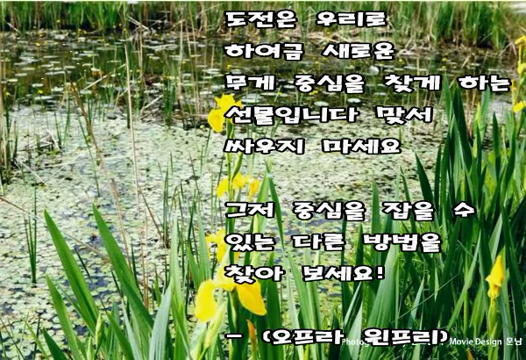 도전은 우리로
하여금 새로운
무게 중심을 찾게 하는
선물입니다 맞서
싸우지 마세요
그저 중심을 잡을 수
있는 다른 방법을
찾아 보세요!
- (오프라 윈프리)
Photo Movie Design 몬남